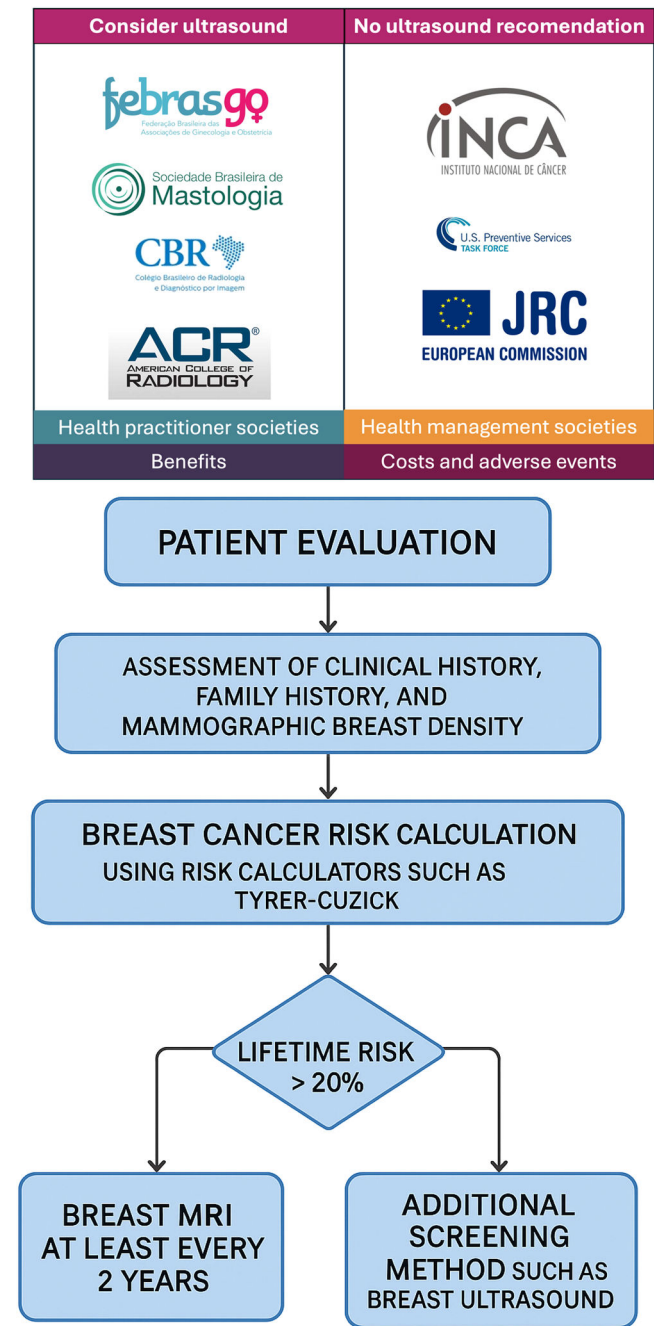 Consider ultrasound
No ultrasound recomendation
febrasgo
Federação Brasileira das
Associações de Ginecologia e Obstetrícia
Sociedade Brasileira de
Mastologia
CBR
Colégio Brasileiro de Radiologia
e Diagnóstico por Imagem
ACR®
AMERICAN COLLEGE OF
RADIOLOGY
INCA
INSTITUTO NACIONAL DE CÂNCER
U.S. Preventive Services
TASK FORCE
JRC
EUROPEAN COMMISSION
Health practitioner societies
Health management societies
Benefits
Costs and adverse events
PATIENT EVALUATION
ASSESSMENT OF CLINICAL HISTORY,
FAMILY HISTORY, AND
MAMMOGRAPHIC BREAST DENSITY
BREAST CANCER RISK CALCULATION
USING RISK CALCULATORS SUCH AS
TYRER-CUZICK
LIFETIME RISK
> 20%
BREAST MRI
AT LEAST EVERY
2 YEARS
ADDITIONAL
SCREENING
METHOD SUCH AS
BREAST ULTRASOUND